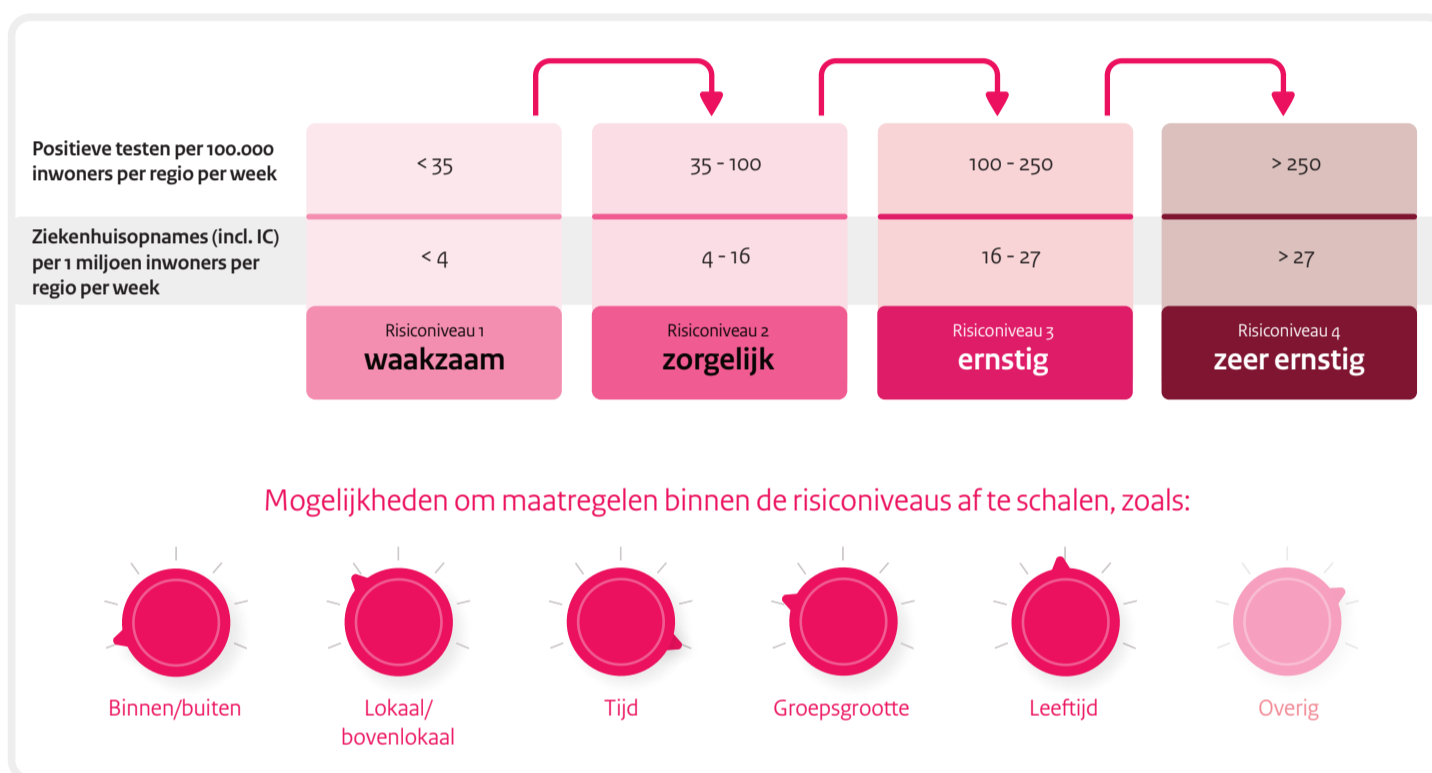 Positieve testen per 100.000
inwoners per regio per week
< 35
35 - 100
100 - 250
> 250
Ziekenhuisopnames (incl. IC)
per 1 miljoen inwoners per
regio per week
< 4
4 - 16
16 - 27
> 27
Risiconiveau 1
waakzaam
Risiconiveau 2
zorgelijk
Risiconiveau 3
ernstig
Risiconiveau 4
zeer ernstig
Mogelijkheden om maatregelen binnen de risiconiveaus af te schalen, zoals:
Binnen/buiten
Lokaal/
bovenlokaal
Tijd
Groepsgrootte
Leeftijd
Overig